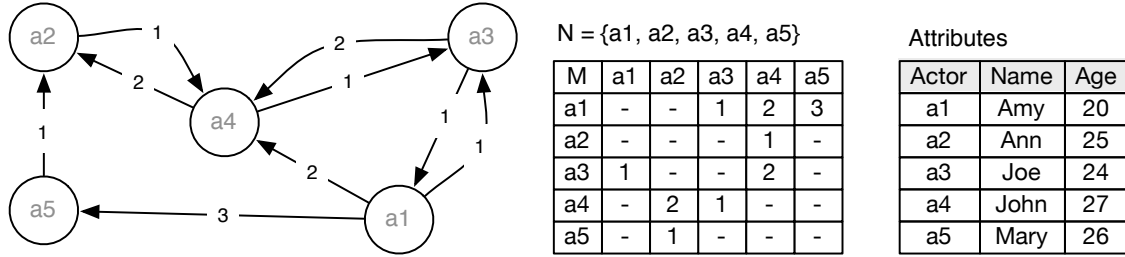 a2
1
2
a3
2
1
a4
1
1
1
2
a5
3
a1
N = {a1, a2, a3, a4, a5}
M a1 a2 a3 a4 a5
a1 - - 1 2 3
a2 - - - 1 -
a3 1 - - 2 -
a4 - 2 1 - -
a5 - 1 - - -
Attributes
Actor Name Age
a1 Amy 20
a2 Ann 25
a3 Joe 24
a4 John 27
a5 Mary 26